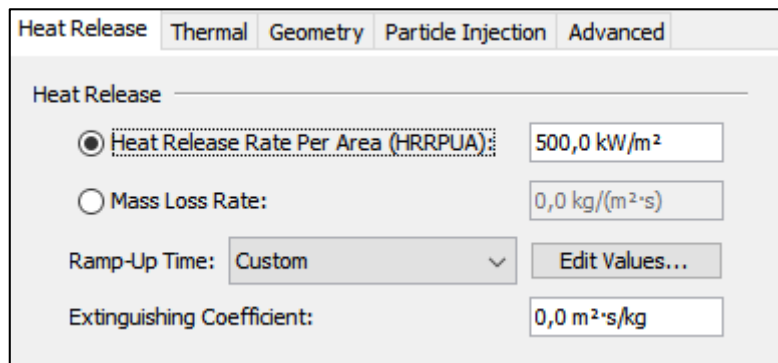 Heat Release Thermal Geometry Particle Injection Advanced
Heat Release
Heat Release Rate Per Area (HRRPUA): 500,0 kW/m²
Mass Loss Rate: 0,0 kg/(m²·s)
Ramp-Up Time: Custom Edit Values...
Extinguishing Coefficient: 0,0 m²·s/kg